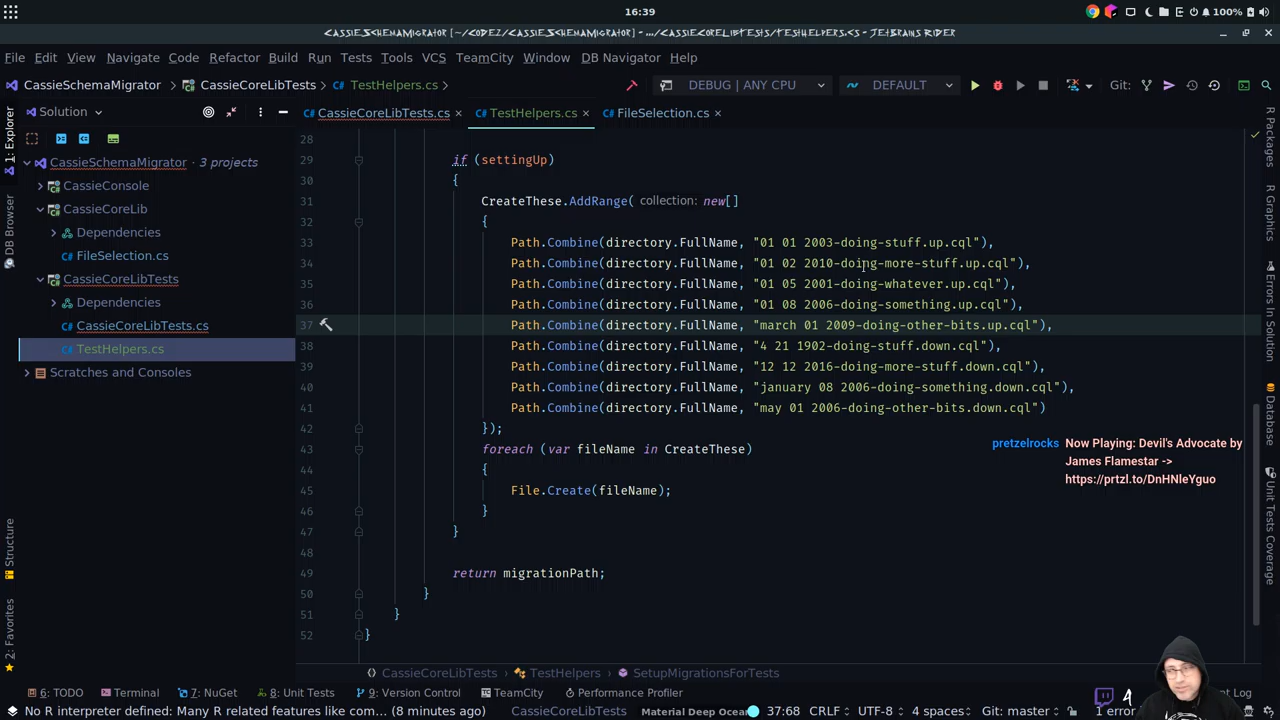 16:39
100%
CassieSchemaMigrator [~/Codez/CassieSchemaMigrator] - .../CassieCoreLibTests/TestHelpers.cs - JetBrains Rider
File Edit View Navigate Code Refactor Build Run Tests Tools VCS TeamCity Window DB Navigator Help
CassieSchemaMigrator CassieCoreLibTests TestHelpers.cs DEBUG | ANY CPU DEFAULT Git:
Solution
CassieCoreLibTests.cs × TestHelpers.cs × FileSelection.cs ×
1: Explorer
DB Browser
Structure
2: Favorites
CassieSchemaMigrator · 3 projects
CassieConsole
CassieCoreLib
Dependencies
FileSelection.cs
CassieCoreLibTests
Dependencies
CassieCoreLibTests.cs
TestHelpers.cs
Scratches and Consoles
28
29 if (settingUp)
30 {
31 CreateThese.AddRange( collection: new[]
32 {
33 Path.Combine(directory.FullName, "01 01 2003-doing-stuff.up.cql"),
34 Path.Combine(directory.FullName, "01 02 2010-doing-more-stuff.up.cql"),
35 Path.Combine(directory.FullName, "01 05 2001-doing-whatever.up.cql"),
36 Path.Combine(directory.FullName, "01 08 2006-doing-something.up.cql"),
37 Path.Combine(directory.FullName, "march 01 2009-doing-other-bits.up.cql"),
38 Path.Combine(directory.FullName, "4 21 1902-doing-stuff.down.cql"),
39 Path.Combine(directory.FullName, "12 12 2016-doing-more-stuff.down.cql"),
40 Path.Combine(directory.FullName, "january 08 2006-doing-something.down.cql"),
41 Path.Combine(directory.FullName, "may 01 2006-doing-other-bits.down.cql")
42 });
43 foreach (var fileName in CreateThese)
44 {
45 File.Create(fileName);
46 }
47 }
48
49 return migrationPath;
50 }
51 }
52 }
pretzelrocks Now Playing: Devil's Advocate by
James Flamestar ->
https://prtzl.to/DnHNleYguo
R Packages
R Graphics
Database
Unit Tests Coverage
CassieCoreLibTests TestHelpers SetupMigrationsForTests
6: TODO Terminal 7: NuGet 8: Unit Tests 9: Version Control TeamCity Performance Profiler t Log
No R interpreter defined: Many R related features like com... (8 minutes ago) CassieCoreLibTests Material Deep Ocean 37:68 CRLF UTF-8 4 spaces Git: master 1 error